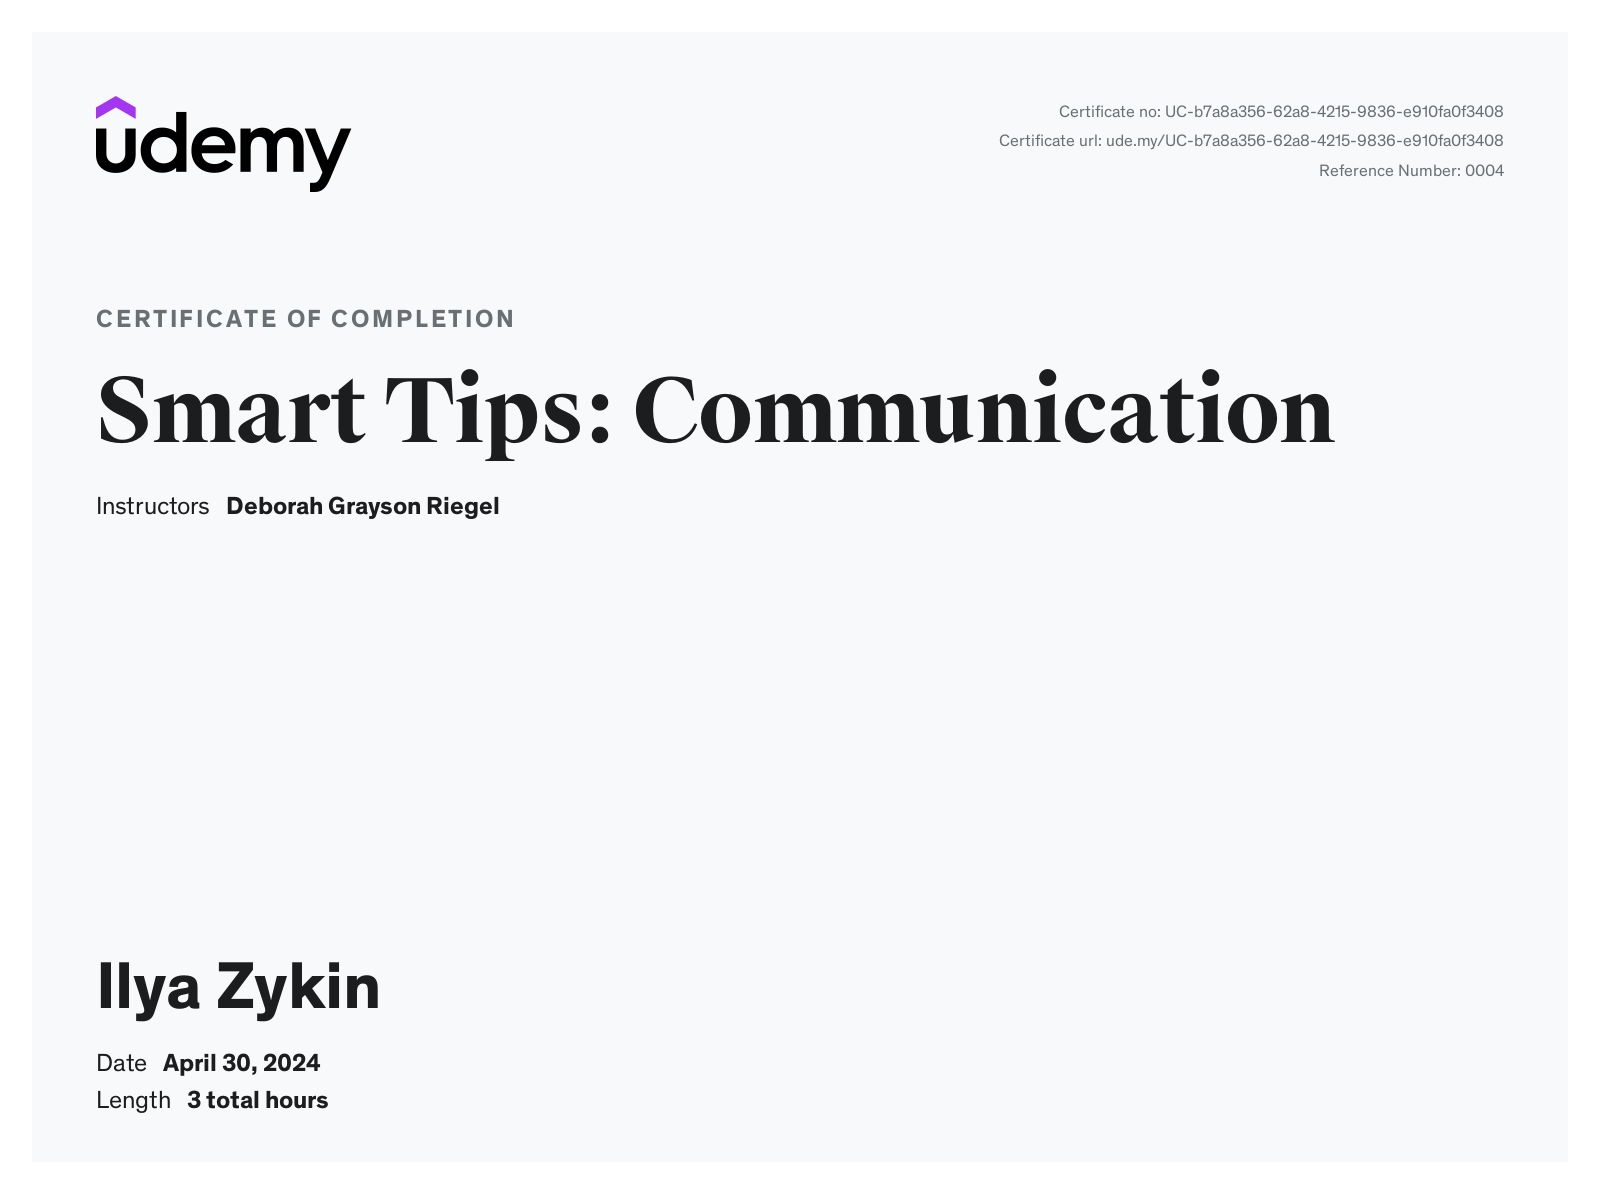 udemy
Certificate no: UC-b7a8a356-62a8-4215-9836-e910fa0f3408
Certificate url: ude.my/UC-b7a8a356-62a8-4215-9836-e910fa0f3408
Reference Number: 0004
CERTIFICATE OF COMPLETION
Smart Tips: Communication
Instructors Deborah Grayson Riegel
Ilya Zykin
Date April 30, 2024
Length 3 total hours